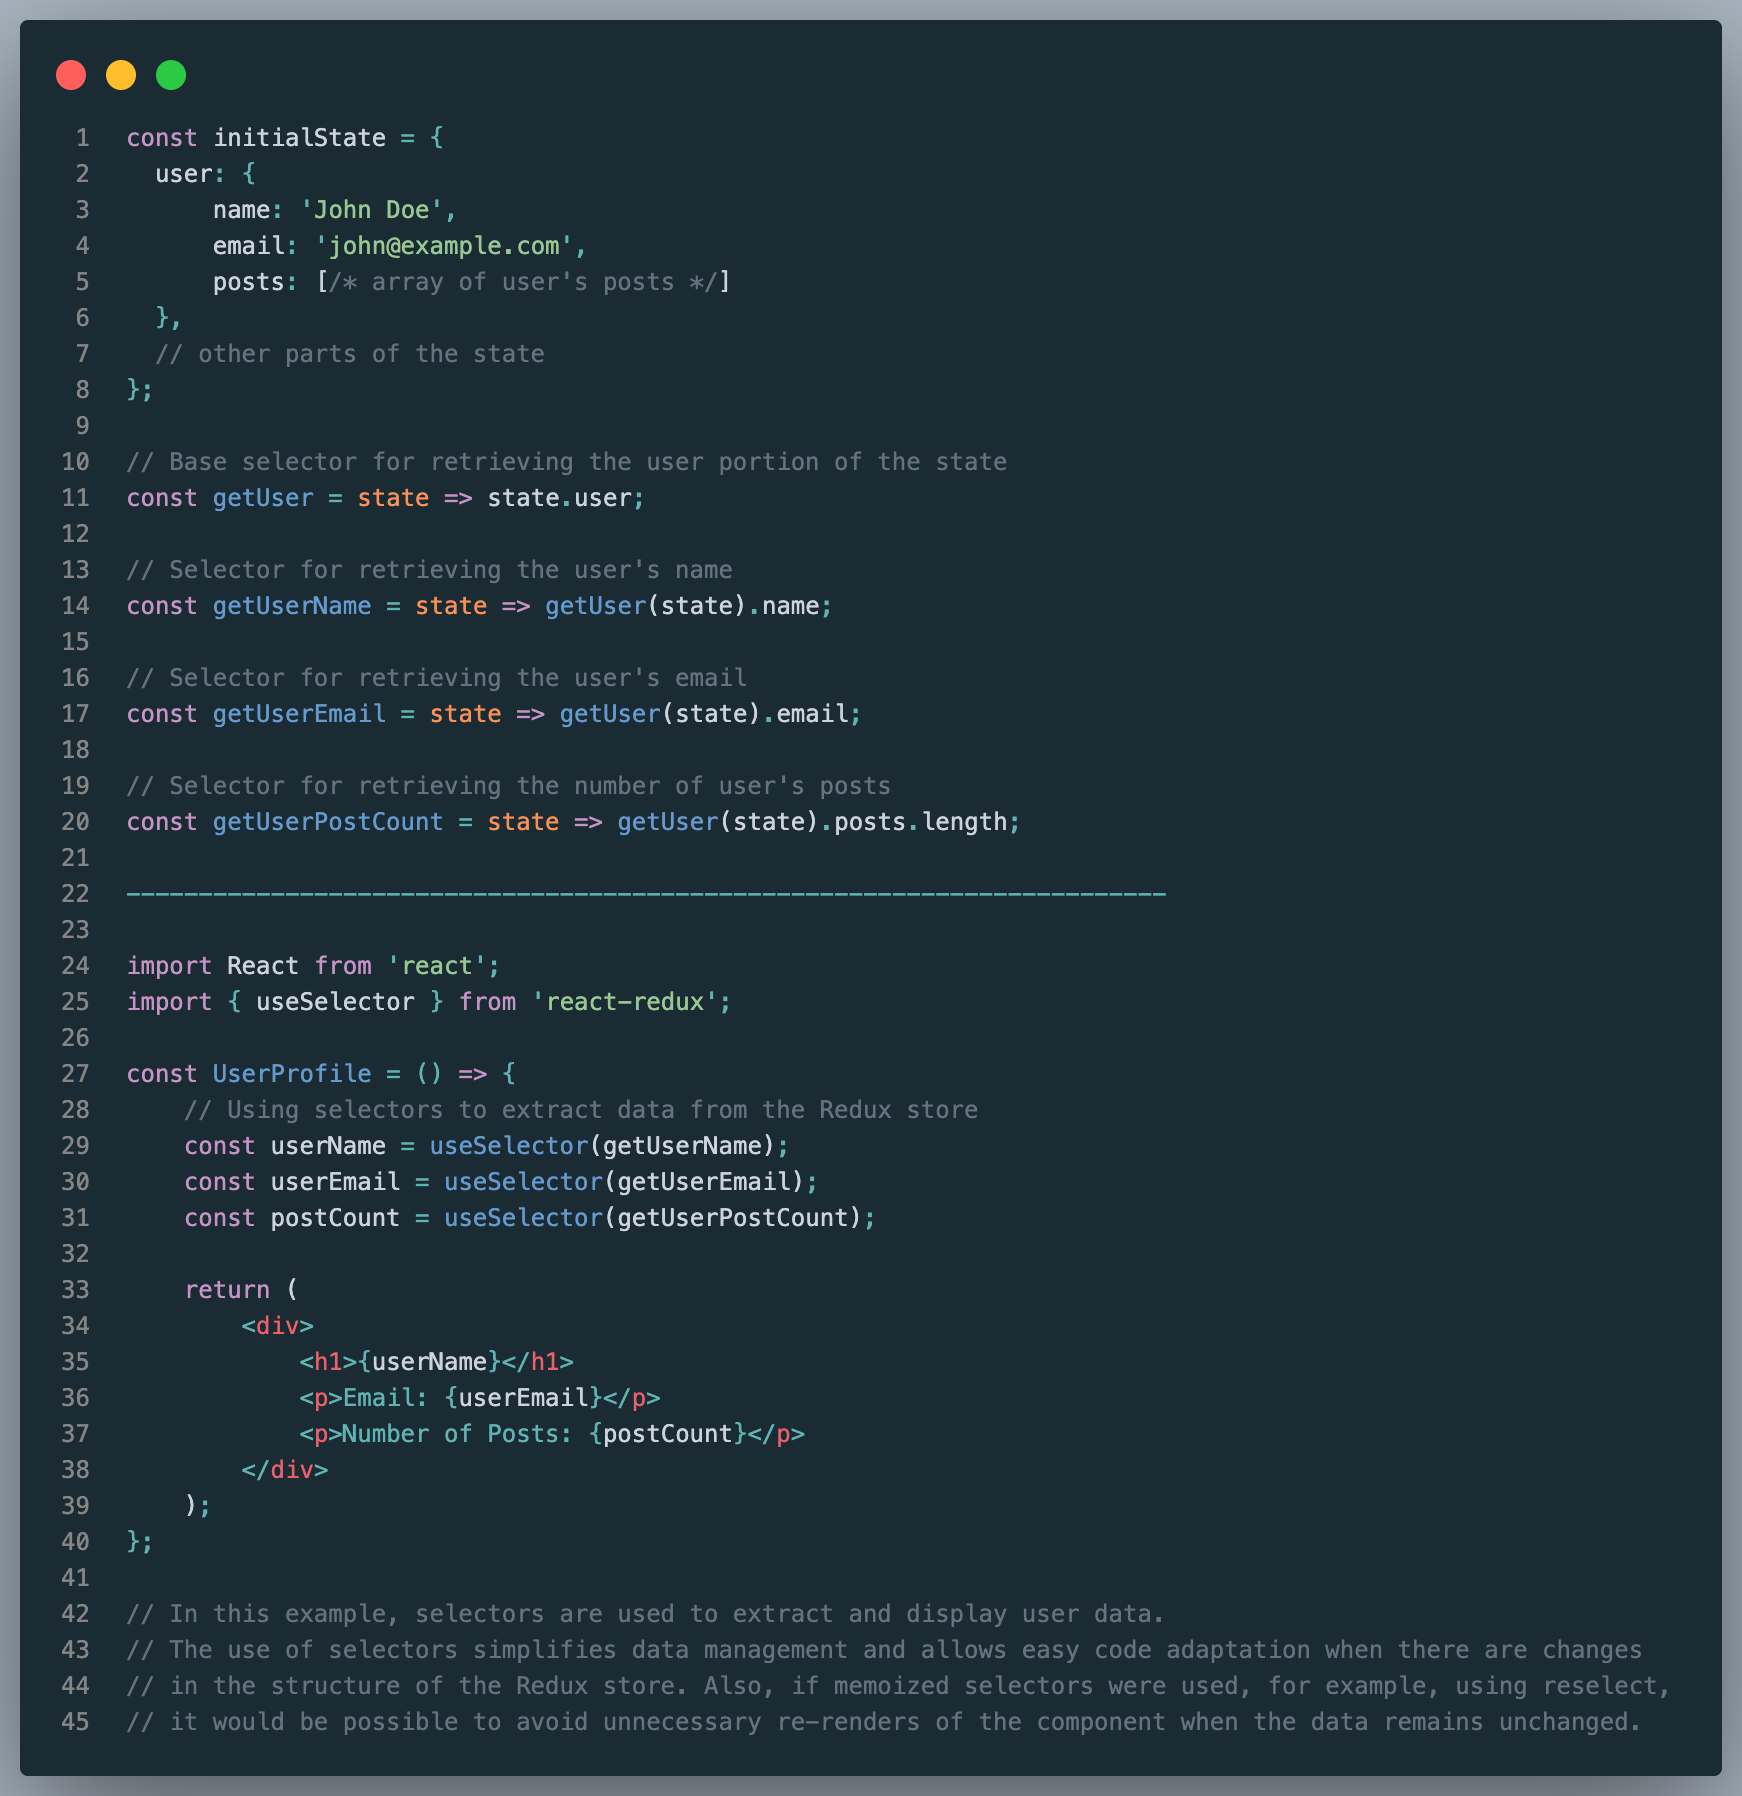 1 const initialState = {
2   user: {
3       name: 'John Doe',
4       email: 'john@example.com',
5       posts: [/* array of user's posts */]
6   },
7   // other parts of the state
8 };
9
10 // Base selector for retrieving the user portion of the state
11 const getUser = state => state.user;
12
13 // Selector for retrieving the user's name
14 const getUserName = state => getUser(state).name;
15
16 // Selector for retrieving the user's email
17 const getUserEmail = state => getUser(state).email;
18
19 // Selector for retrieving the number of user's posts
20 const getUserPostCount = state => getUser(state).posts.length;
21
22 ------------------------------------------------------------------------
23
24 import React from 'react';
25 import { useSelector } from 'react-redux';
26
27 const UserProfile = () => {
28     // Using selectors to extract data from the Redux store
29     const userName = useSelector(getUserName);
30     const userEmail = useSelector(getUserEmail);
31     const postCount = useSelector(getUserPostCount);
32
33     return (
34         <div>
35             <h1>{userName}</h1>
36             <p>Email: {userEmail}</p>
37             <p>Number of Posts: {postCount}</p>
38         </div>
39     );
40 };
41
42 // In this example, selectors are used to extract and display user data.
43 // The use of selectors simplifies data management and allows easy code adaptation when there are changes
44 // in the structure of the Redux store. Also, if memoized selectors were used, for example, using reselect,
45 // it would be possible to avoid unnecessary re-renders of the component when the data remains unchanged.